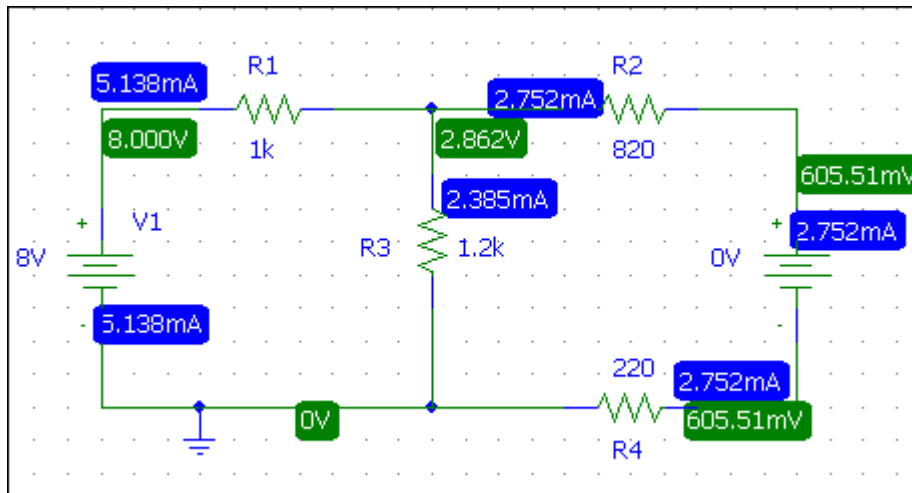 R1
R2
5.138mA
2.752mA
8.000V
1k
2.862V
820
605.51mV
2.385mA
+
V1
+
2.752mA
R3
1.2k
8V
0V
-
5.138mA
-
220
2.752mA
0V
605.51mV
R4